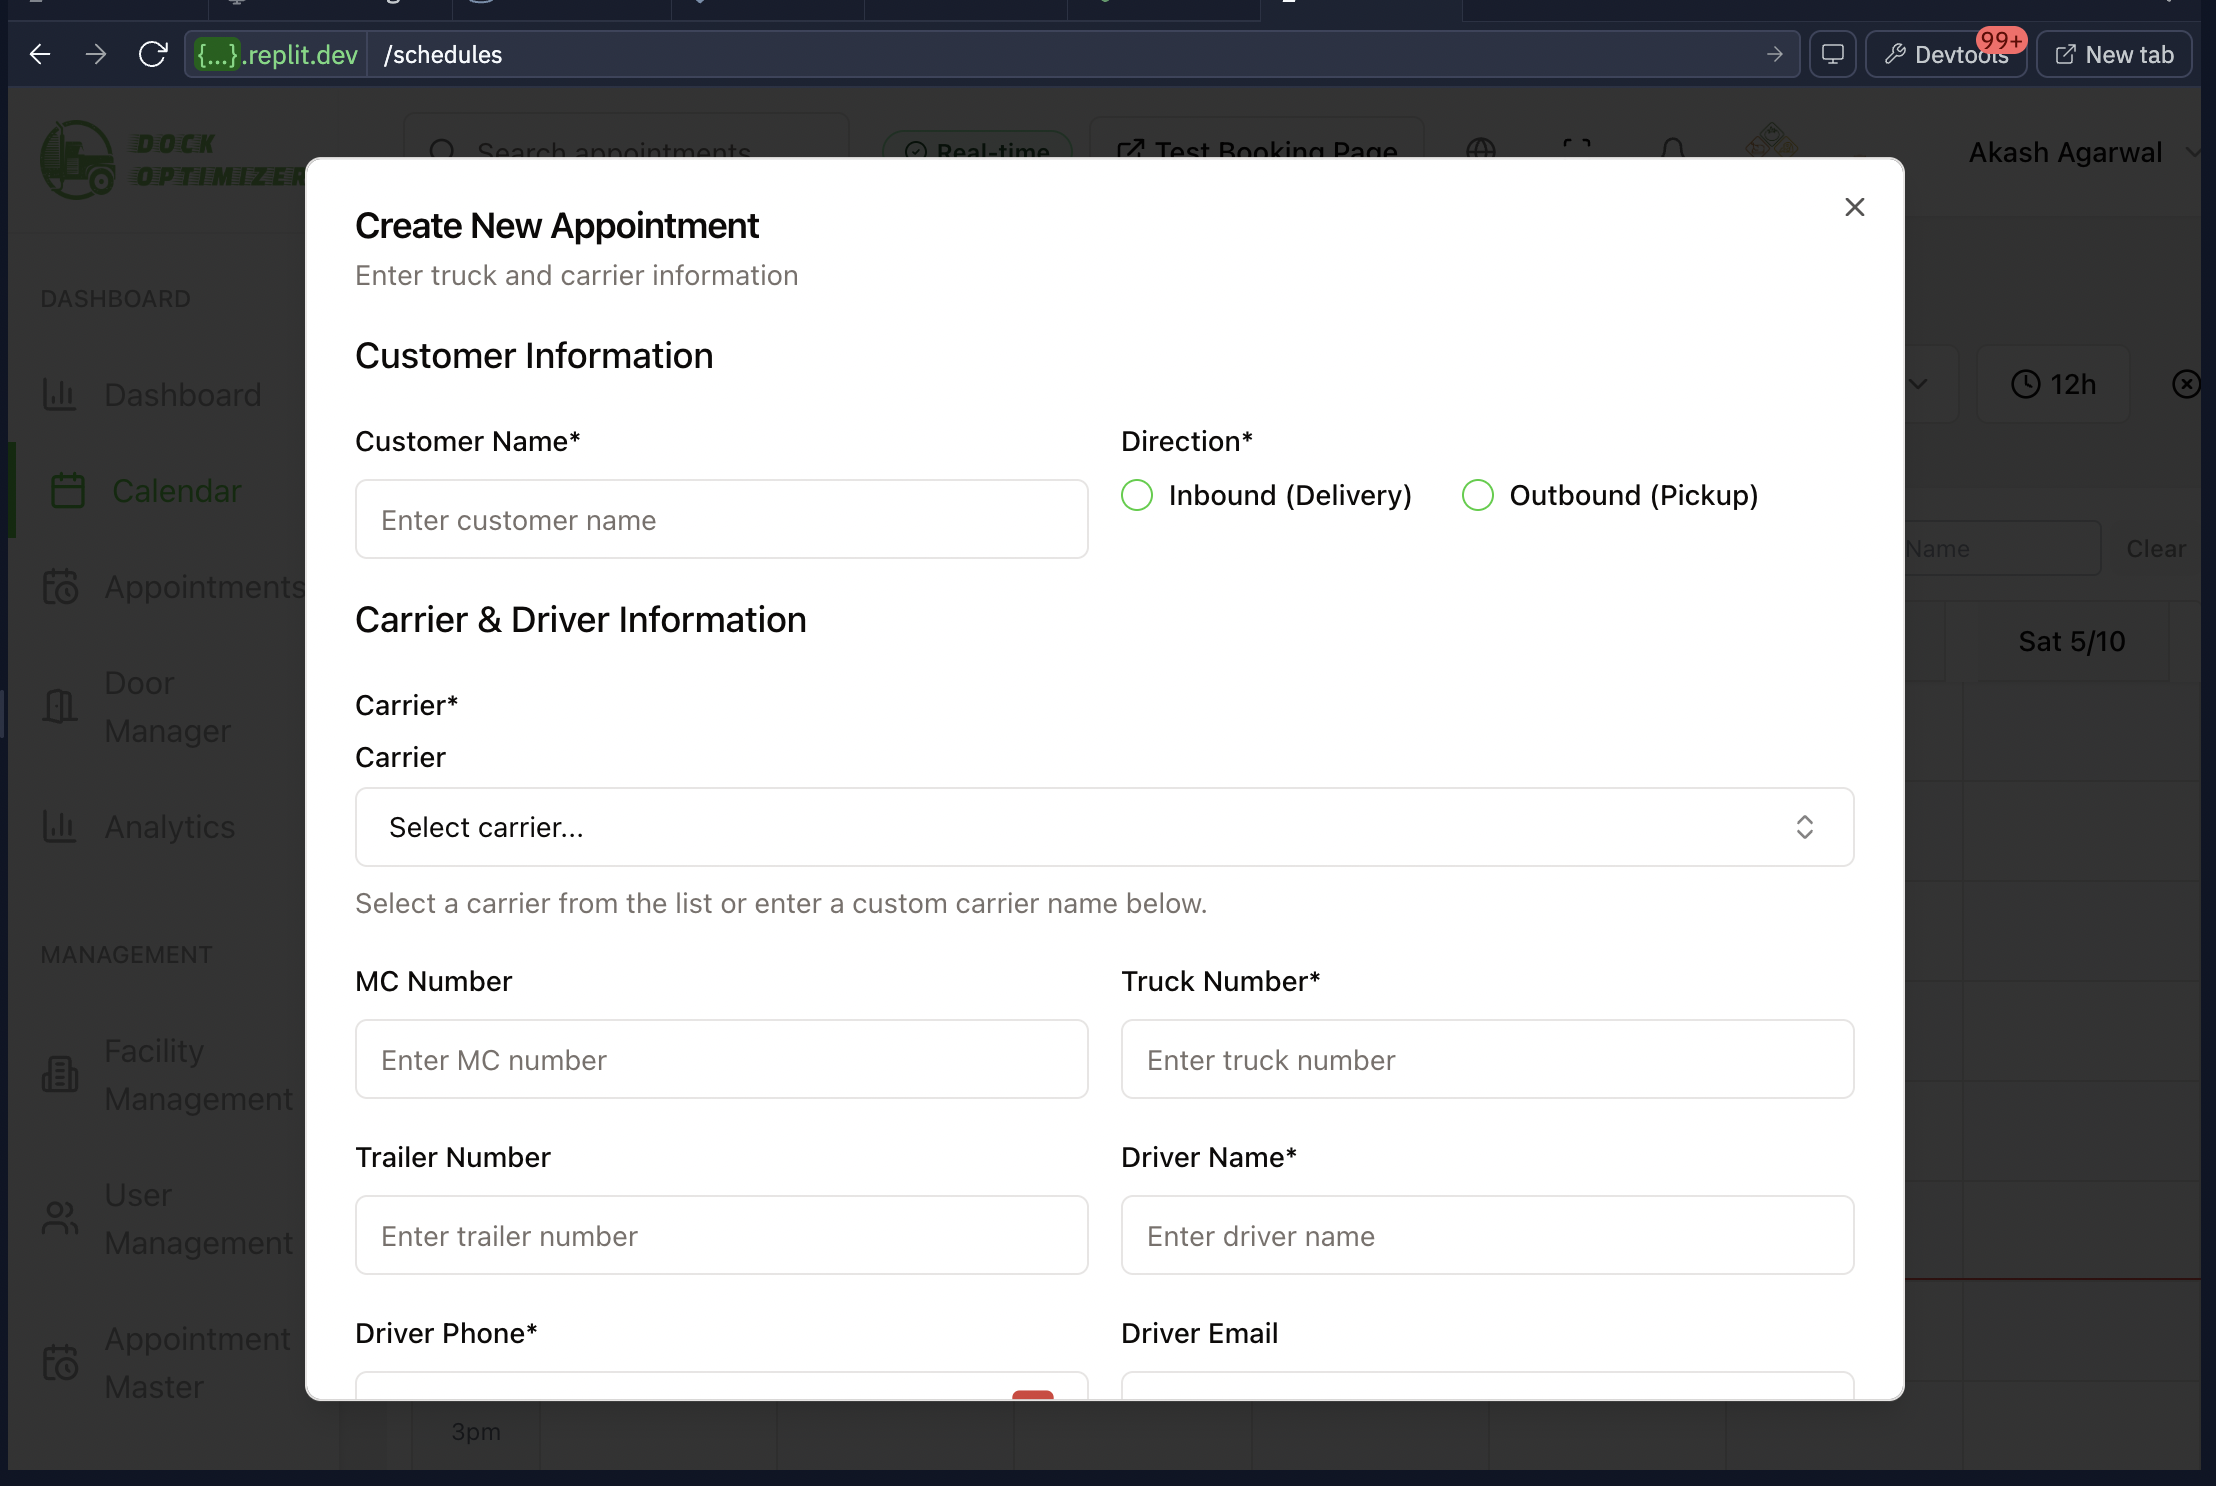 {...}.replit.dev /schedules
99+
Devtools
New tab
DOCK
OPTIMIZER
Search appointments
Real-time
Test Booking Page
Akash Agarwal
DASHBOARD
Dashboard
Calendar
Appointments
Door
Manager
Analytics
MANAGEMENT
Facility
Management
User
Management
Appointment
Master
12h
Name
Clear
Sat 5/10
3pm
Create New Appointment
Enter truck and carrier information
Customer Information
Customer Name*
Enter customer name
Direction*
Inbound (Delivery)
Outbound (Pickup)
Carrier & Driver Information
Carrier*
Carrier
Select carrier...
Select a carrier from the list or enter a custom carrier name below.
MC Number
Enter MC number
Truck Number*
Enter truck number
Trailer Number
Enter trailer number
Driver Name*
Enter driver name
Driver Phone*
Driver Email